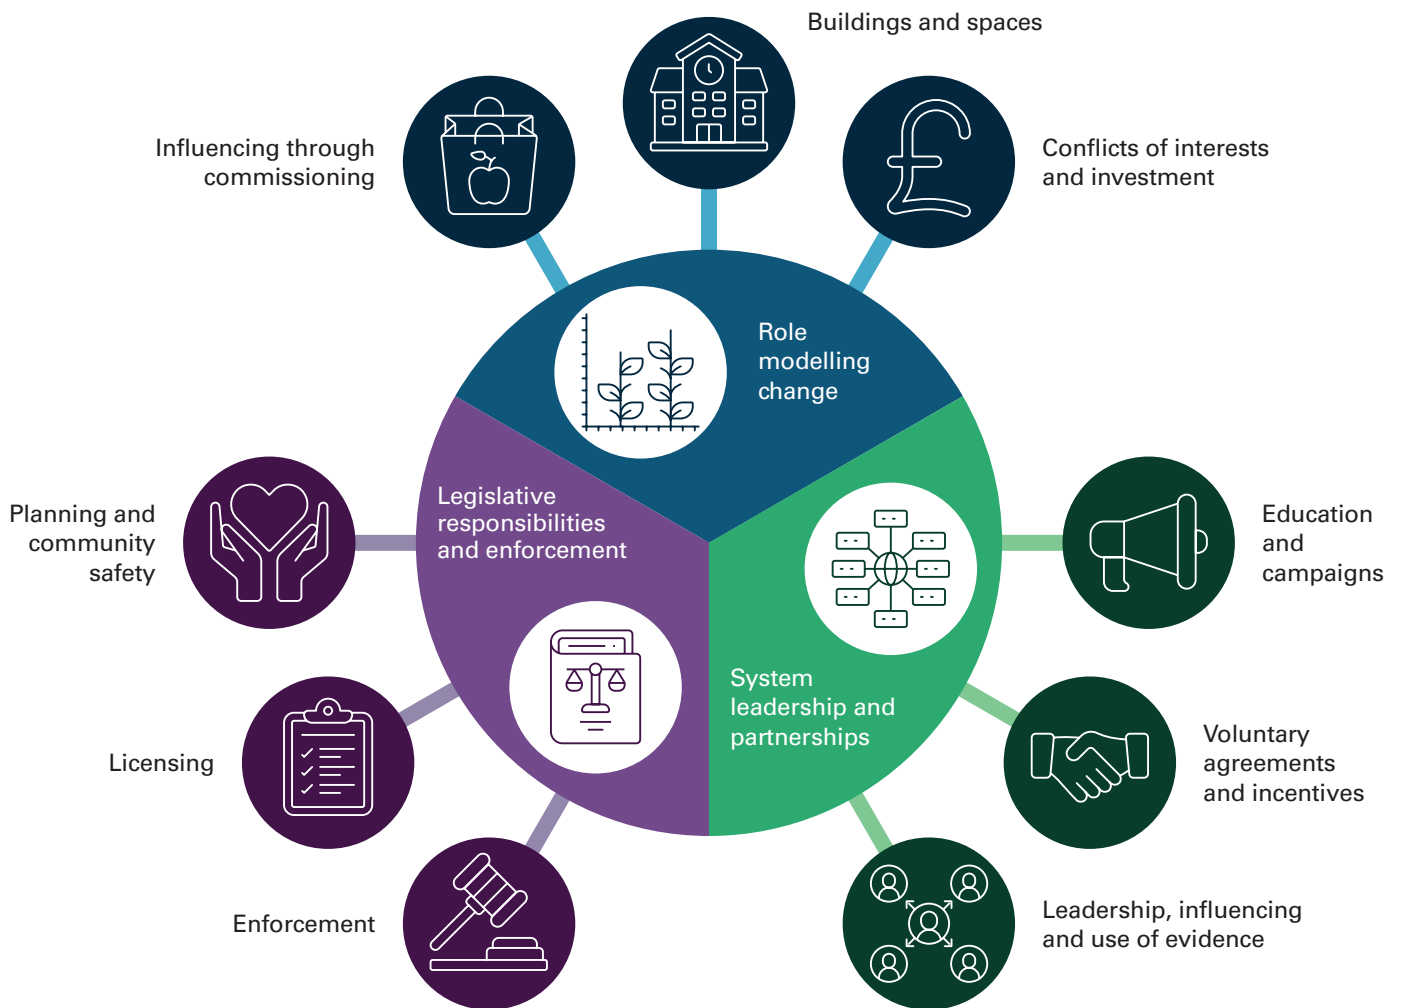 Buildings and spaces
Influencing through
commissioning
Conflicts of interests
and investment
Role
modelling
change
Legislative
responsibilities
and enforcement
System
leadership and
partnerships
Planning and
community
safety
Licensing
Enforcement
Education
and
campaigns
Voluntary
agreements
and incentives
Leadership, influencing
and use of evidence